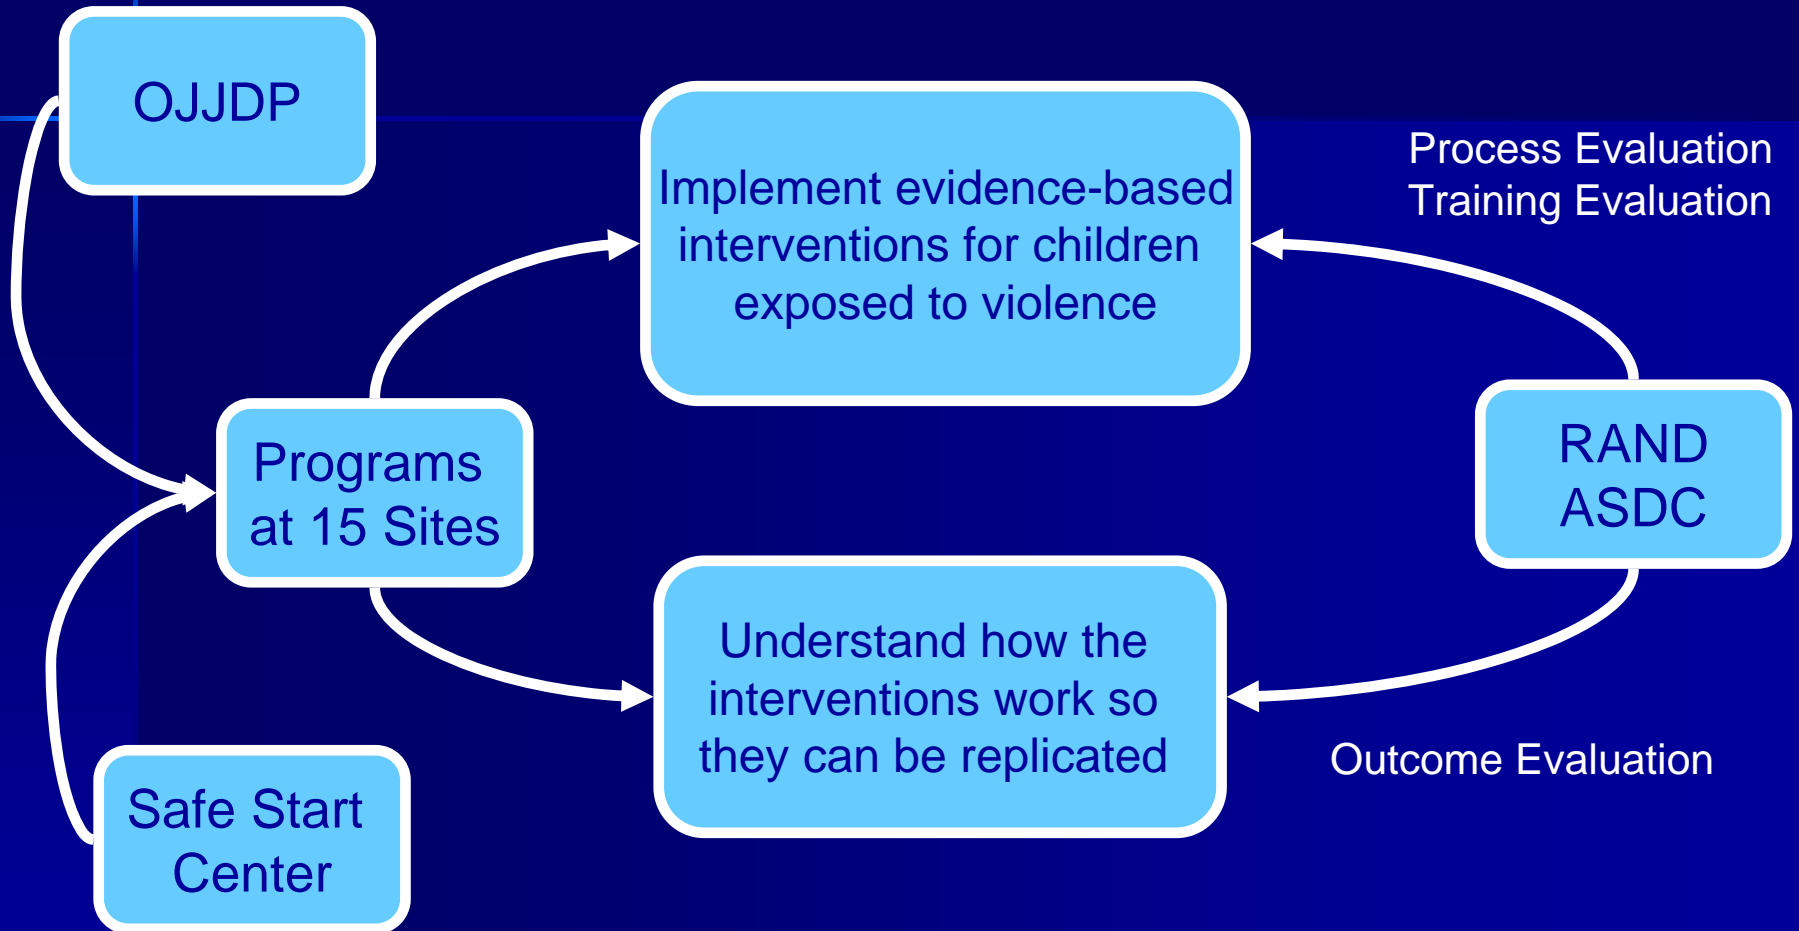 OJJDP
Implement evidence-based
interventions for children
exposed to violence
Process Evaluation
Training Evaluation
Programs
at 15 Sites
RAND
ASDC
Understand how the
interventions work so
they can be replicated
Outcome Evaluation
Safe Start
Center